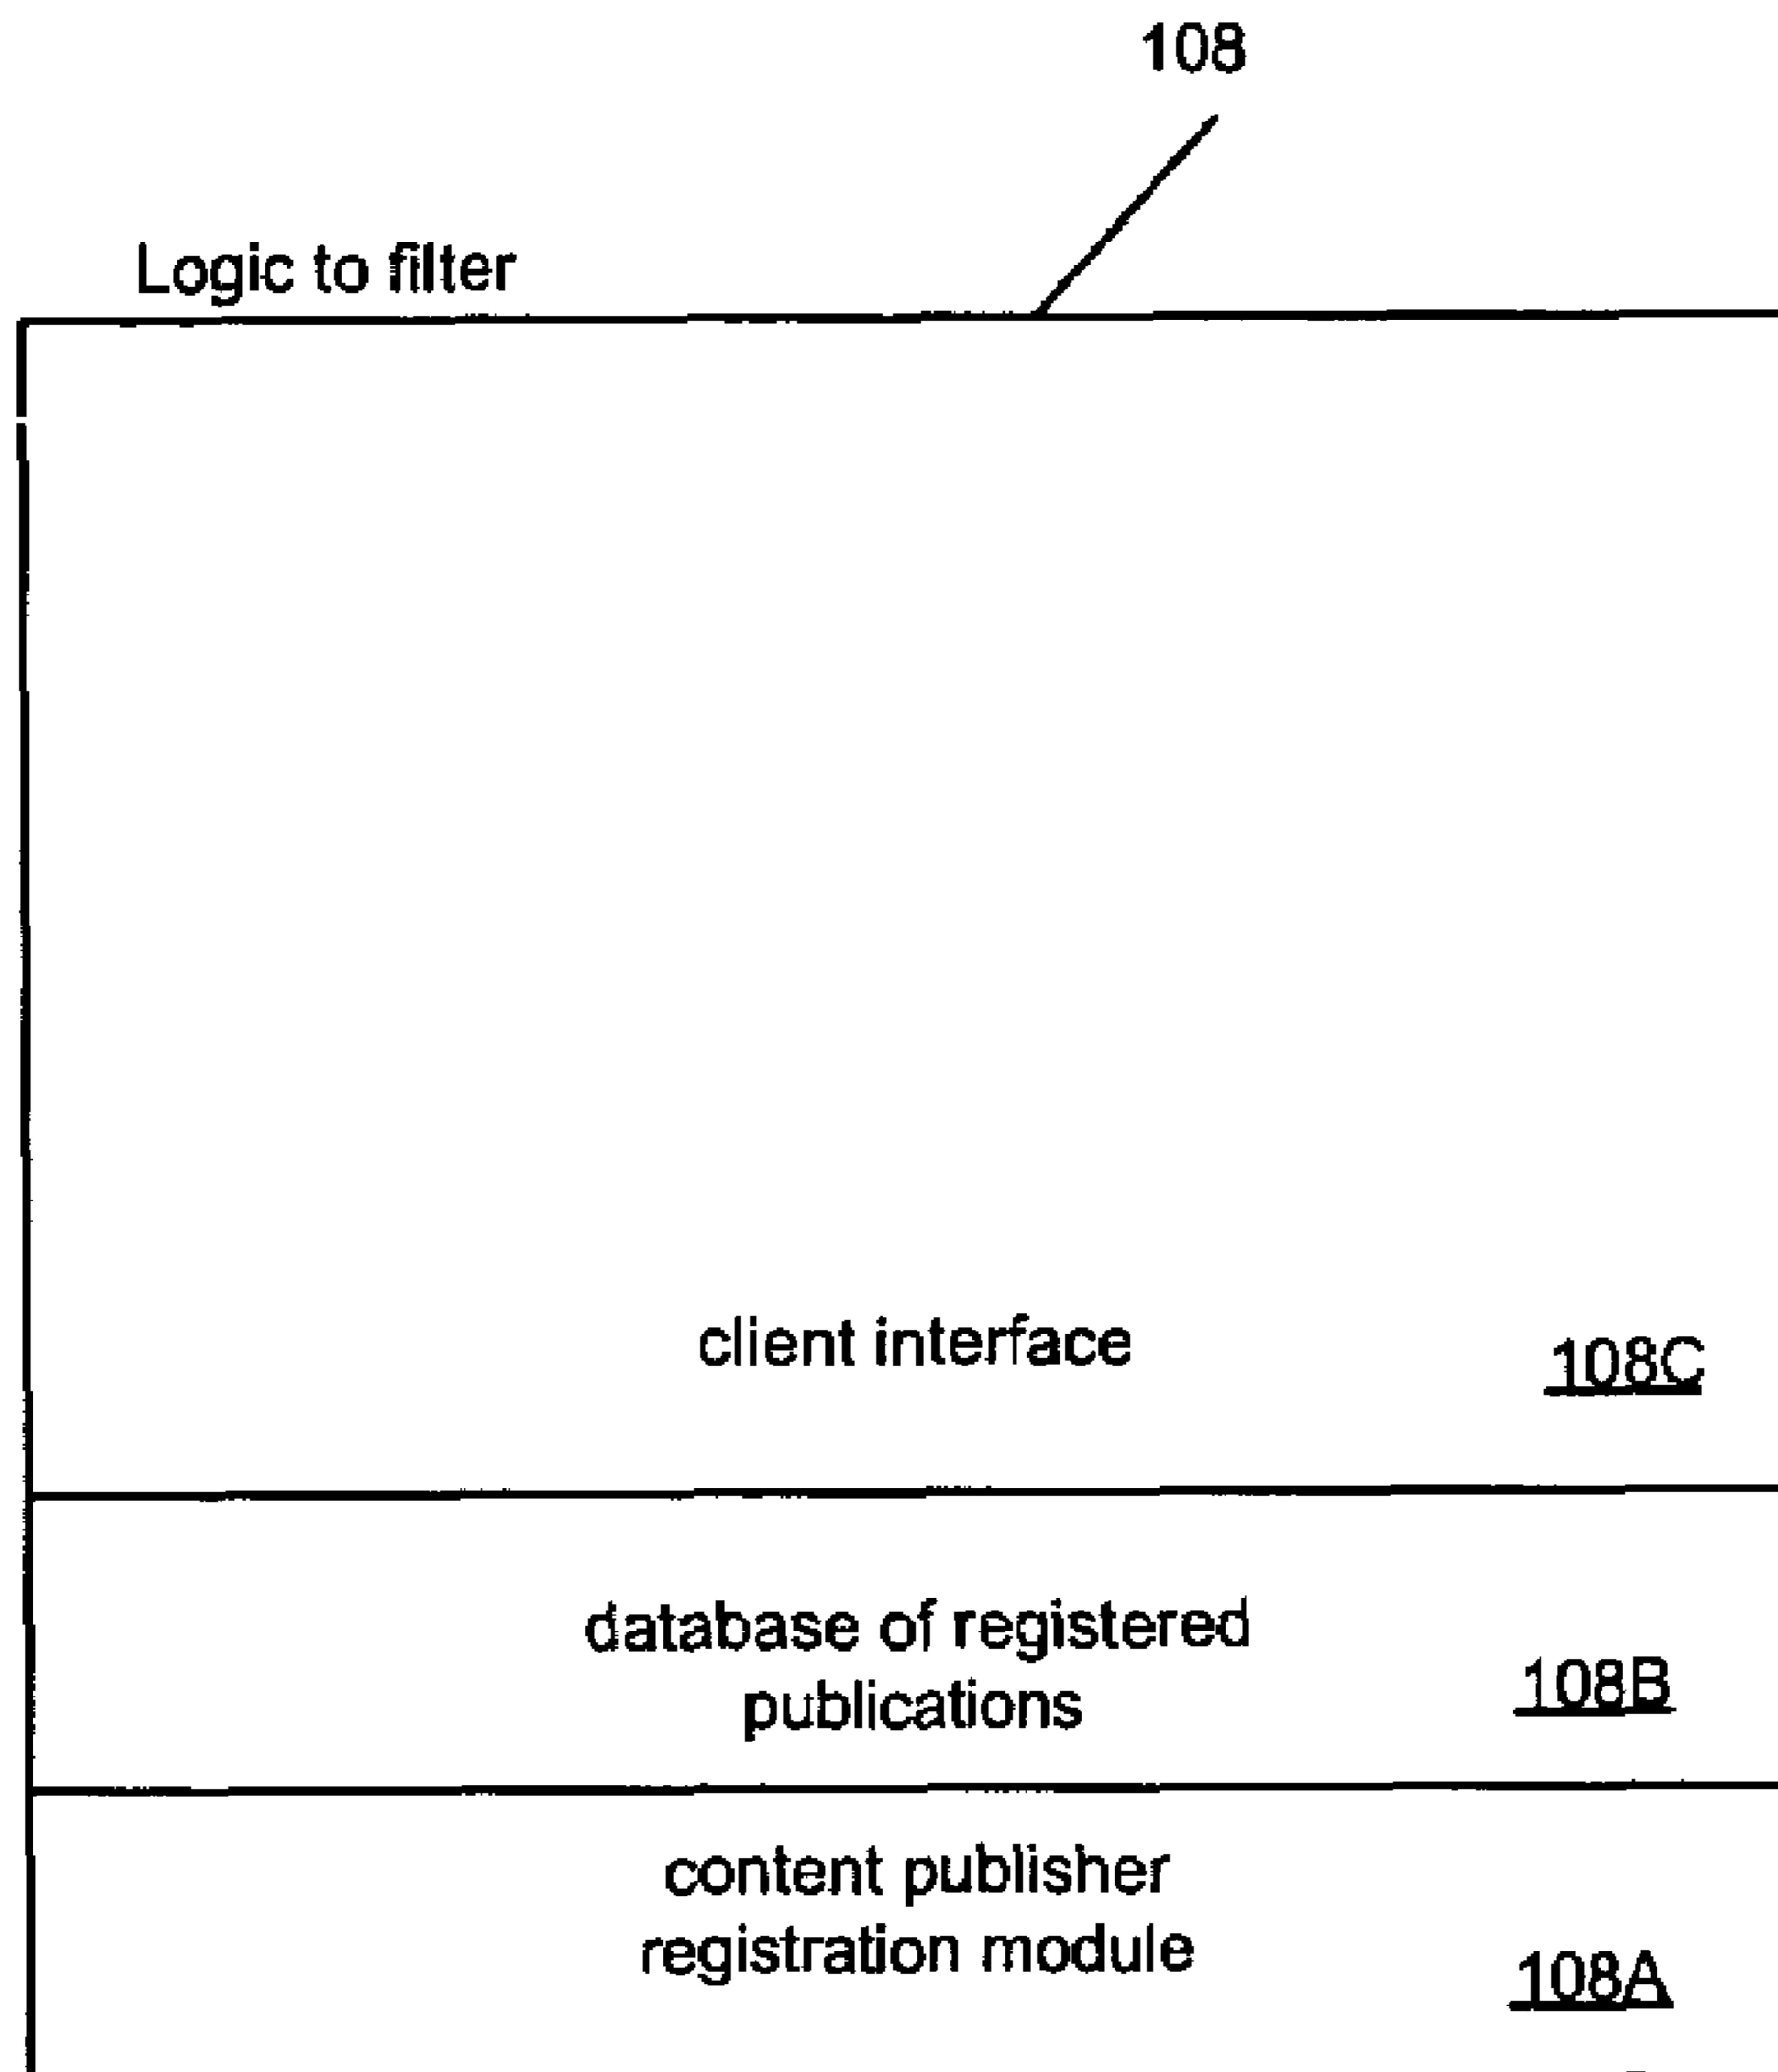 108
Logic to filter
client interface
108C
database of registered
publications
108B
content publisher
registration module
108A